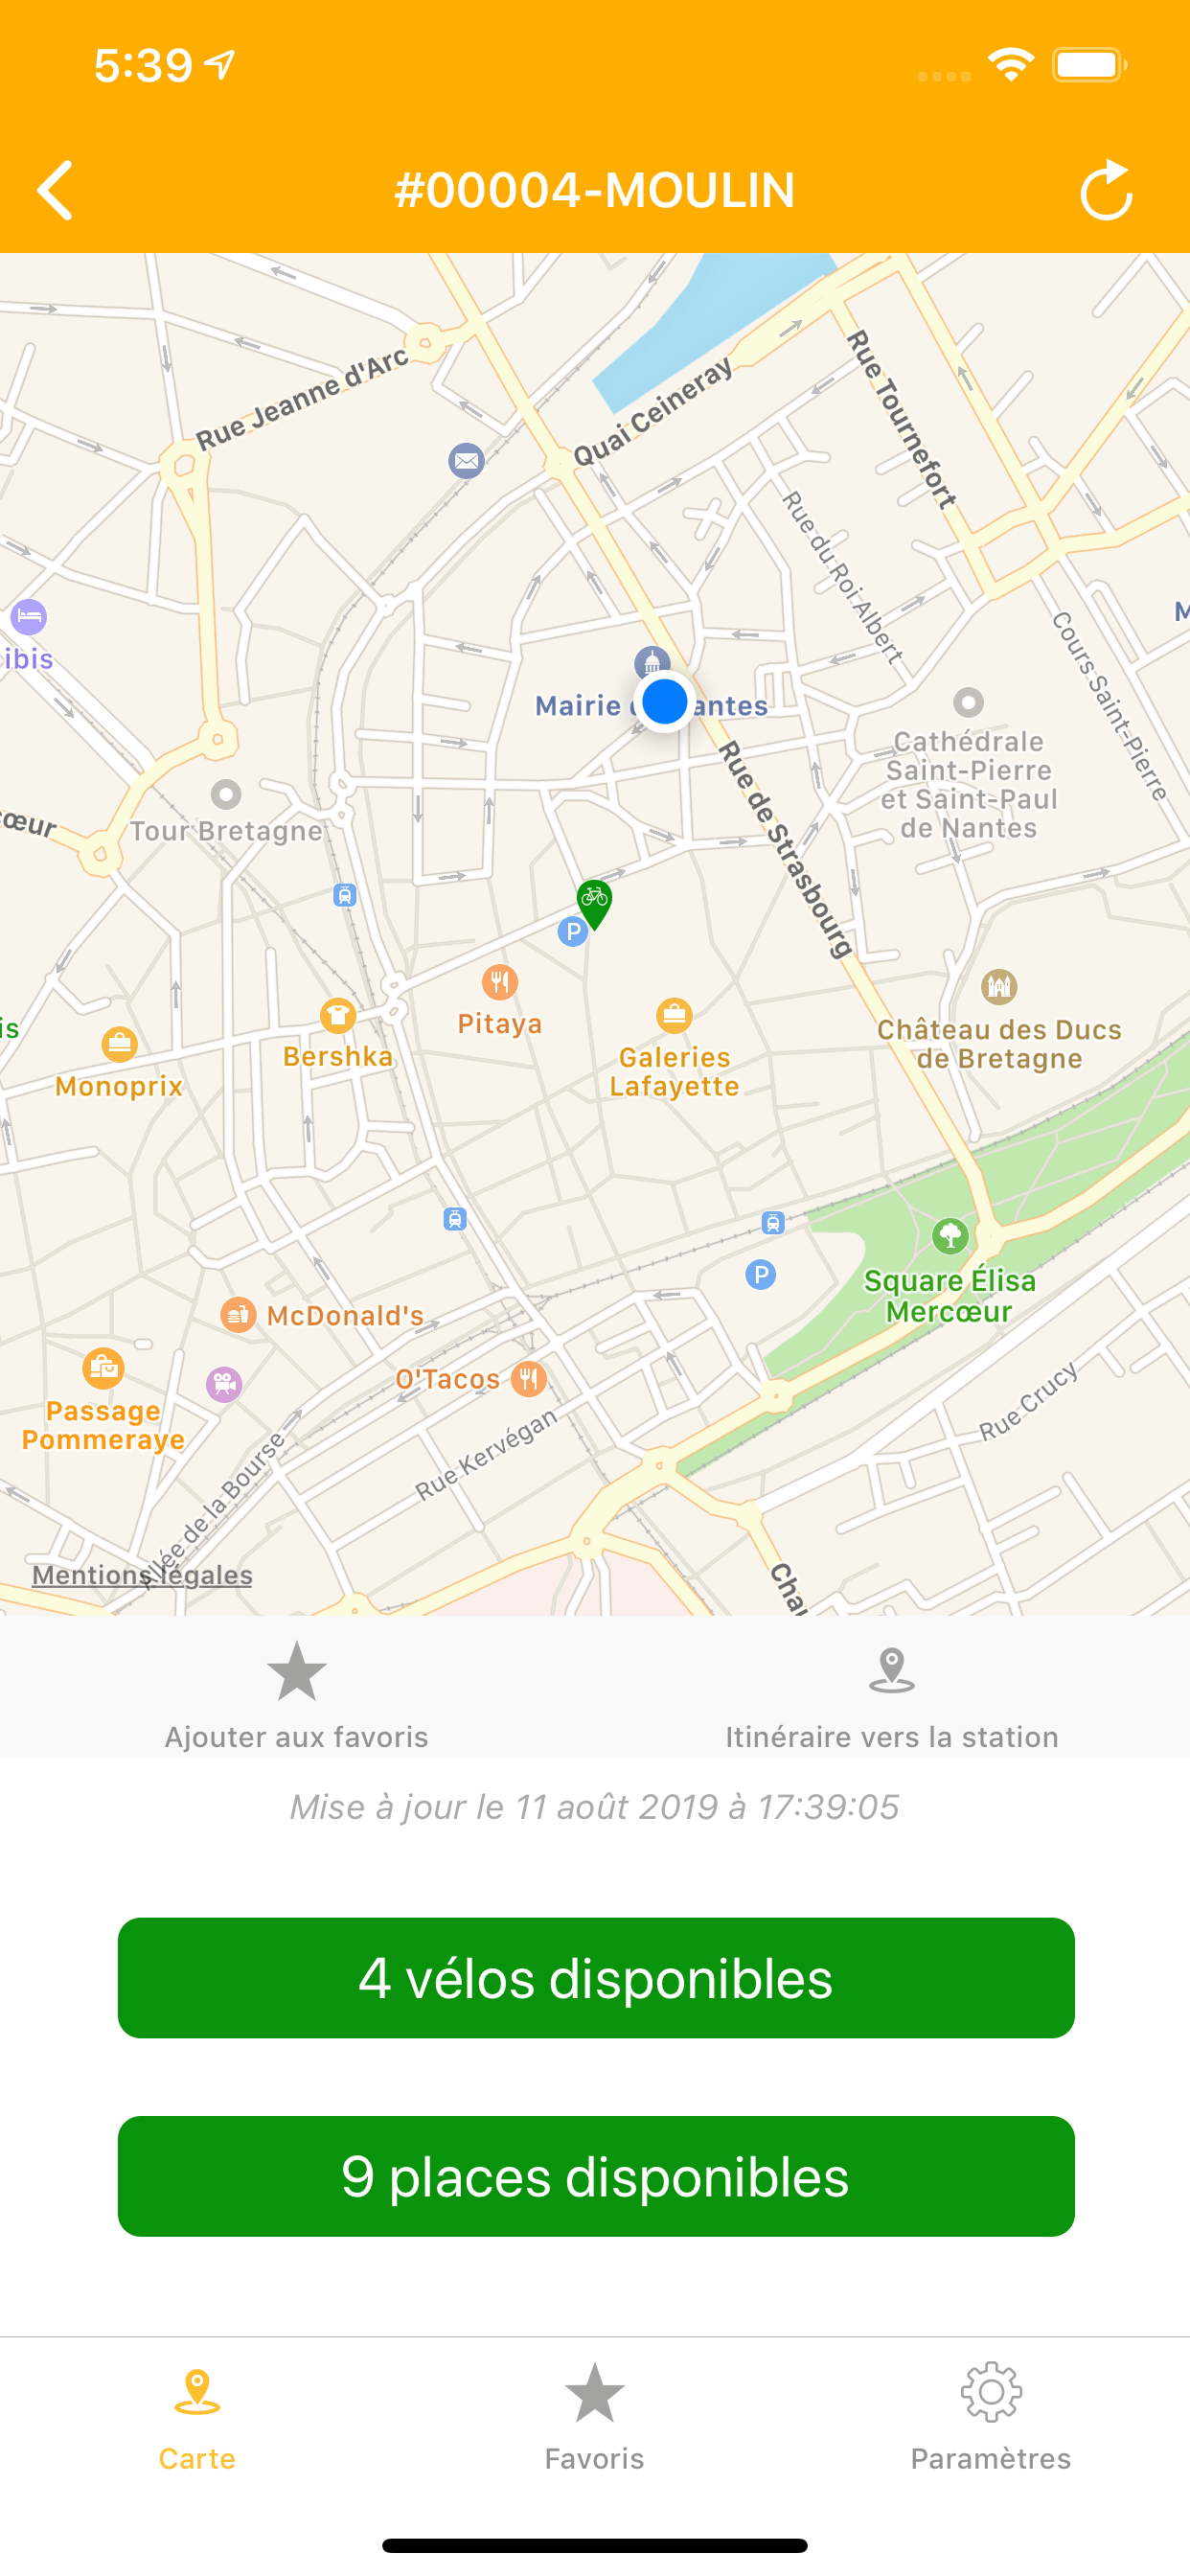 5:39
#00004-MOULIN
Rue Jeanne d'Arc
Quai Ceineray
Rue Tournefort
Rue du Roi Albert
Cours Saint-Pierre
ibis
M
Mairie
antes
Cathédrale
Saint-Pierre
et Saint-Paul
de Nantes
Rue de Strasbourg
œur
Tour Bretagne
P
Pitaya
Bershka
Galeries
Lafayette
Château des Ducs
de Bretagne
is
Monoprix
P
Square Élisa
Mercœur
McDonald's
O'Tacos
Passage
Pommeraye
Rue Kervégan
Rue Crucy
Allée de la Bourse
Chau
Mentions légales
Ajouter aux favoris
Itinéraire vers la station
Mise à jour le 11 août 2019 à 17:39:05
4 vélos disponibles
9 places disponibles
Carte
Favoris
Paramètres